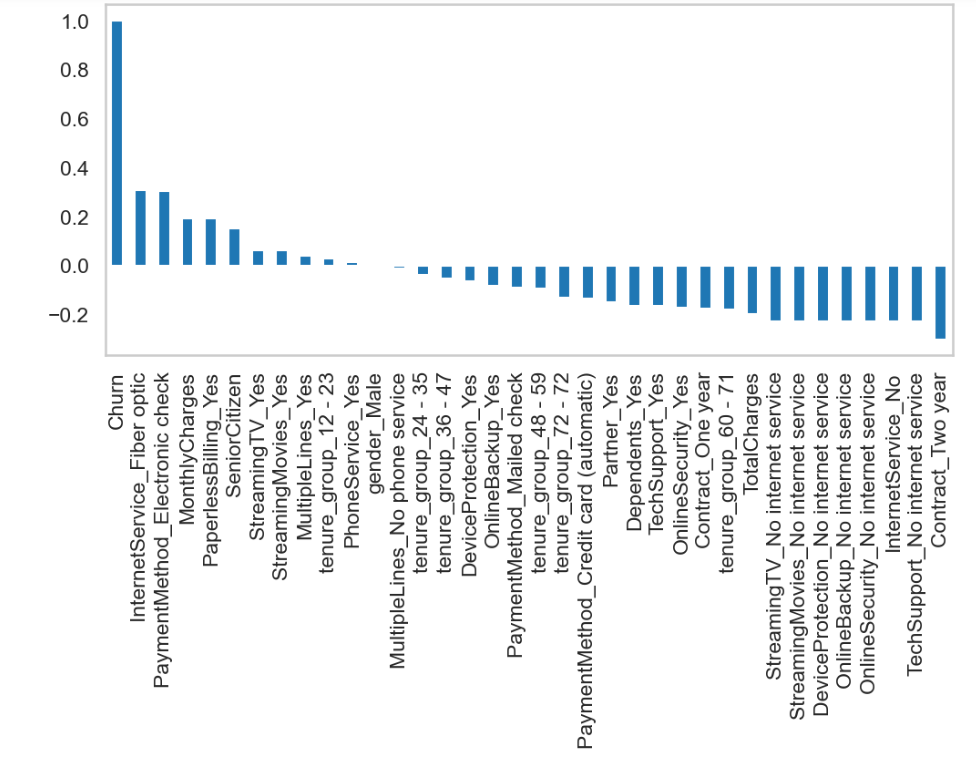 1.0
0.8
0.6
0.4
0.2
0.0
−0.2
Churn
InternetService_Fiber optic
PaymentMethod_Electronic check
MonthlyCharges
PaperlessBilling_Yes
SeniorCitizen
StreamingTV_Yes
StreamingMovies_Yes
MultipleLines_Yes
tenure_group_12 - 23
PhoneService_Yes
gender_Male
MultipleLines_No phone service
tenure_group_24 - 35
tenure_group_36 - 47
DeviceProtection_Yes
OnlineBackup_Yes
PaymentMethod_Mailed check
tenure_group_48 - 59
tenure_group_72 - 72
PaymentMethod_Credit card (automatic)
Partner_Yes
Dependents_Yes
TechSupport_Yes
OnlineSecurity_Yes
Contract_One year
tenure_group_60 - 71
TotalCharges
StreamingTV_No internet service
StreamingMovies_No internet service
DeviceProtection_No internet service
OnlineBackup_No internet service
OnlineSecurity_No internet service
InternetService_No
TechSupport_No internet service
Contract_Two year